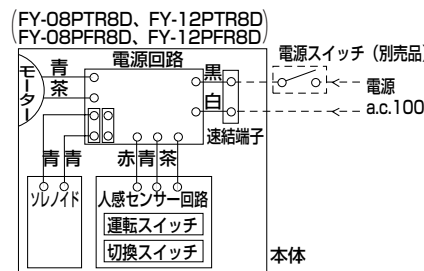 (FY-08PTR8D、FY-12PTR8D)
(FY-08PFR8D、FY-12PFR8D)
電源回路
電源スイッチ（別売品
モーター
青
茶
黒
白
電源
a.c.100
速結端子
青 青
赤 青 茶
ソレノイド
人感センサー回路
運転スイッチ
切換スイッチ
本体